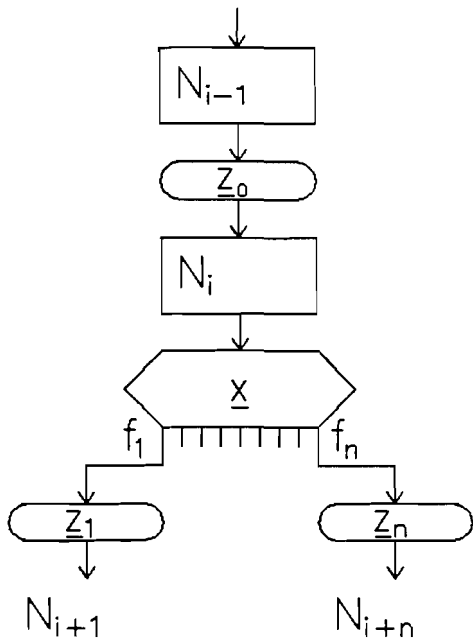 N_{i-1}
Z_0
N_i
X
f_1 f_n
Z_1 Z_n
N_{i+1} N_{i+n}